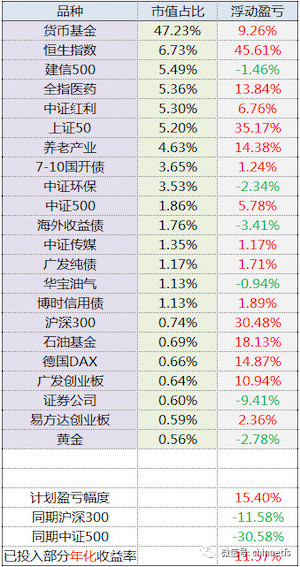 品种 市值占比 浮动盈亏
货币基金 47.23% 9.26%
恒生指数 6.73% 45.61%
建信500 5.49% -1.46%
全指医药 5.36% 13.84%
中证红利 5.30% 6.76%
上证50 5.20% 35.17%
养老产业 4.63% 14.38%
7-10国开债 3.65% 1.24%
中证环保 3.53% -2.34%
中证500 1.86% 5.78%
海外收益债 1.76% -3.41%
中证传媒 1.35% 1.17%
广发纯债 1.17% 1.71%
华宝油气 1.13% -0.94%
博时信用债 1.13% 1.89%
沪深300 0.74% 30.48%
石油基金 0.69% 18.13%
德国DAX 0.66% 14.87%
广发创业板 0.64% 10.94%
证券公司 0.60% -9.41%
易方达创业板 0.59% 2.36%
黄金 0.56% -2.78%
计划盈亏幅度 15.40%
同期沪深300 -11.58%
同期中证500 -30.58%
已投入部分年化收益率 11.97%
微信号: chinaetfs